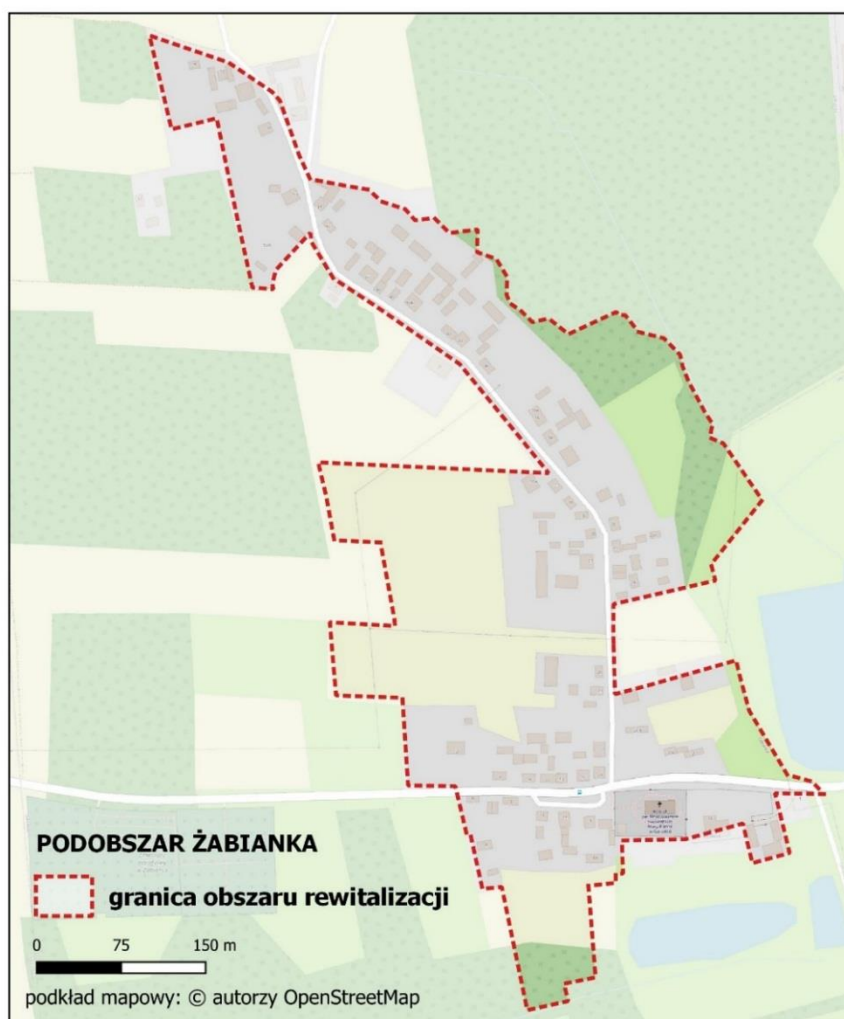 PODOBSZAR ŻABIANKA
granica obszaru rewitalizacji
0 75 150 m
podkład mapowy: © autorzy OpenStreetMap